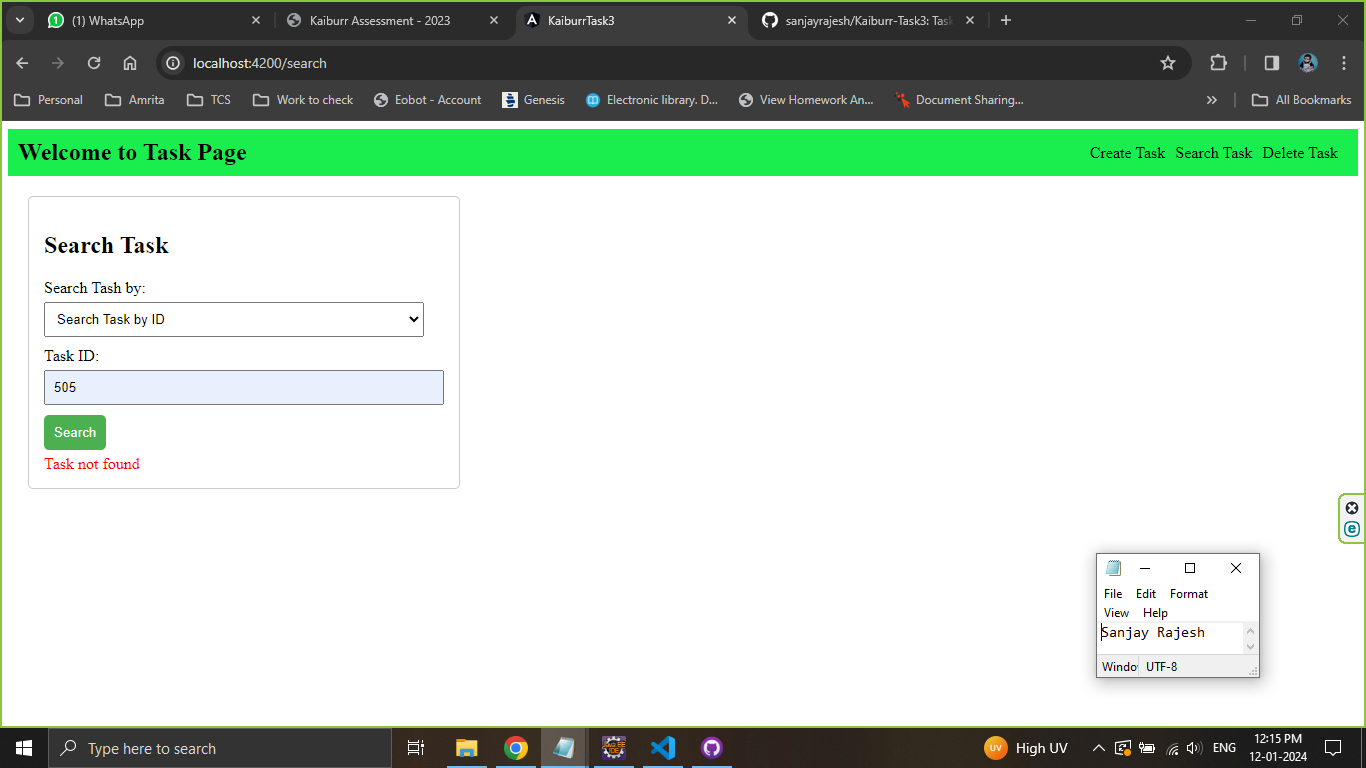 (1) WhatsApp
Kaiburr Assessment - 2023
KaiburrTask3
sanjayrajesh/Kaiburr-Task3: Task
localhost:4200/search
Personal
Amrita
TCS
Work to check
Eobot - Account
Genesis
Electronic library. D...
View Homework An...
Document Sharing...
All Bookmarks
Welcome to Task Page
Create Task Search Task Delete Task
Search Task
Search Tash by:
Search Task by ID
Task ID:
505
Search
Task not found
File Edit Format
View Help
Sanjay Rajesh
Windo UTF-8
Type here to search
UV
High UV
ENG
12:15 PM
12-01-2024